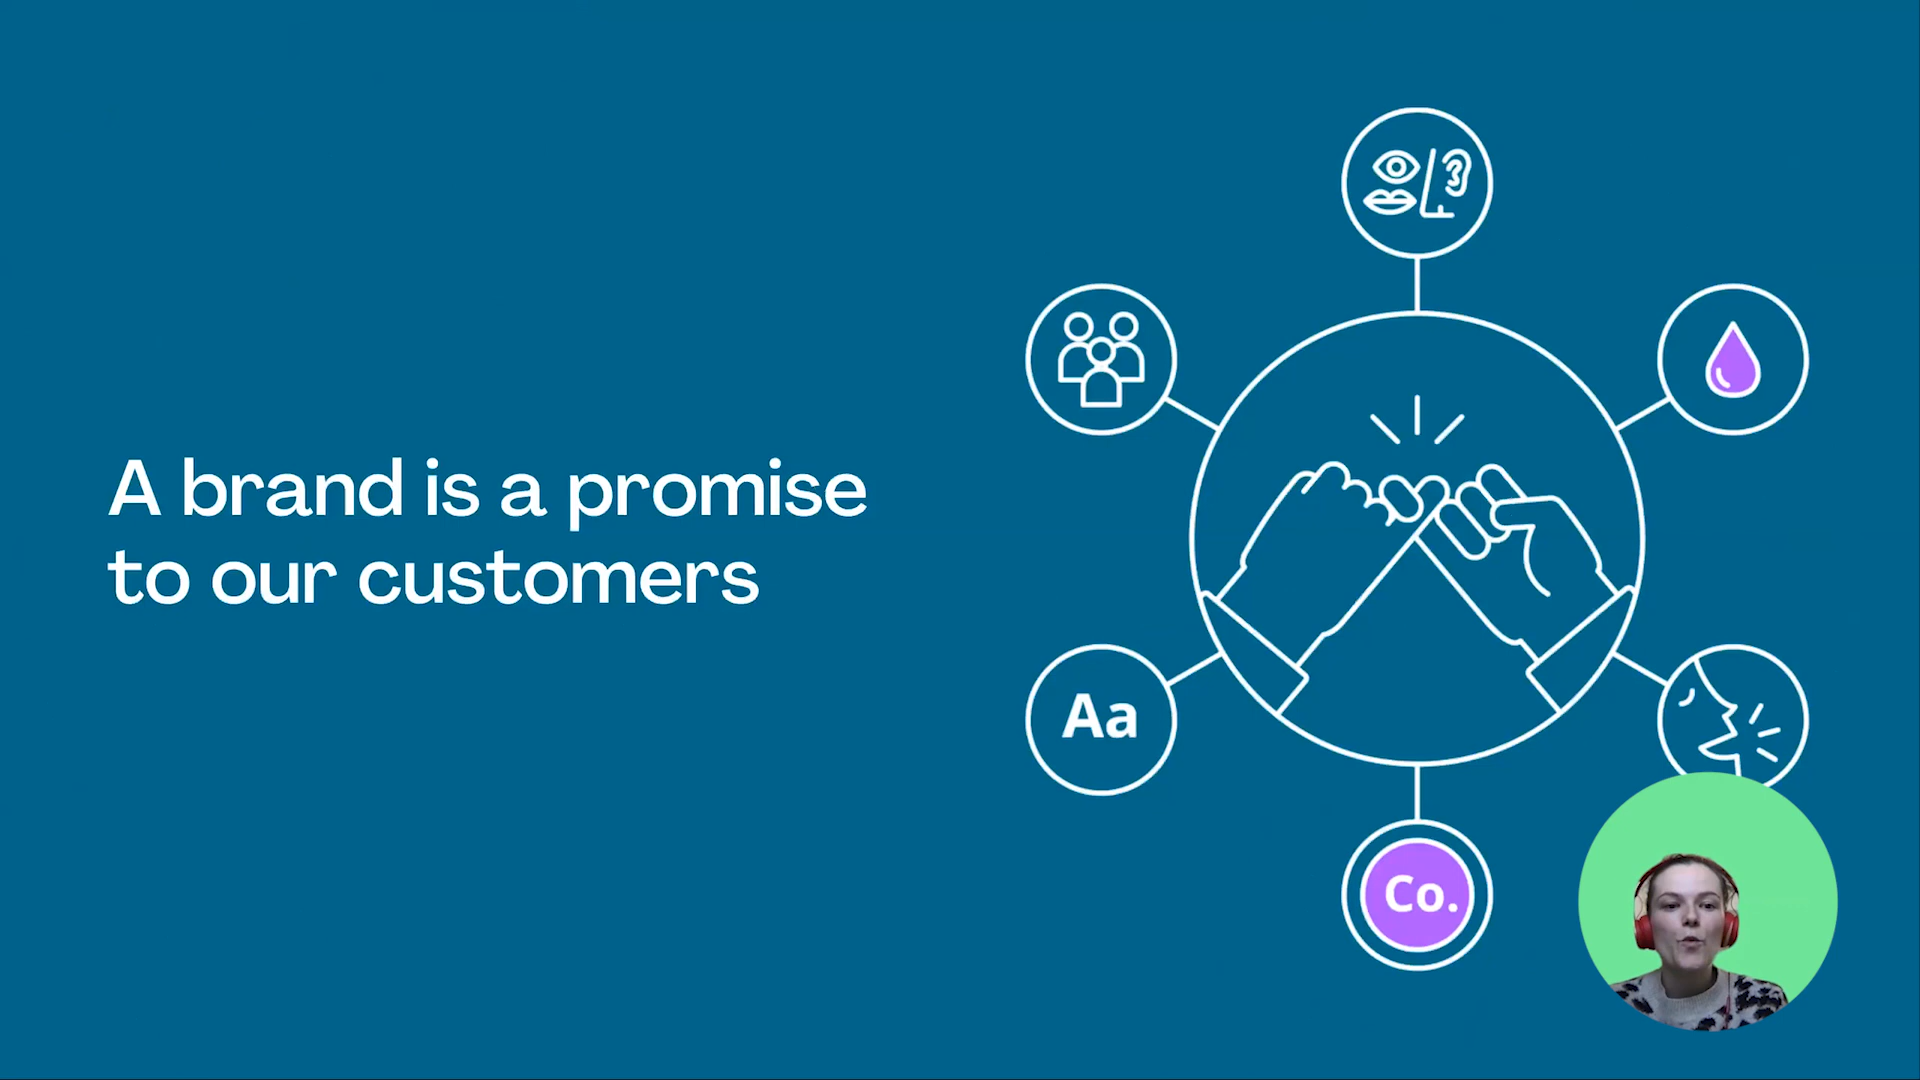 A brand is a promise
to our customers
Aa
Co.